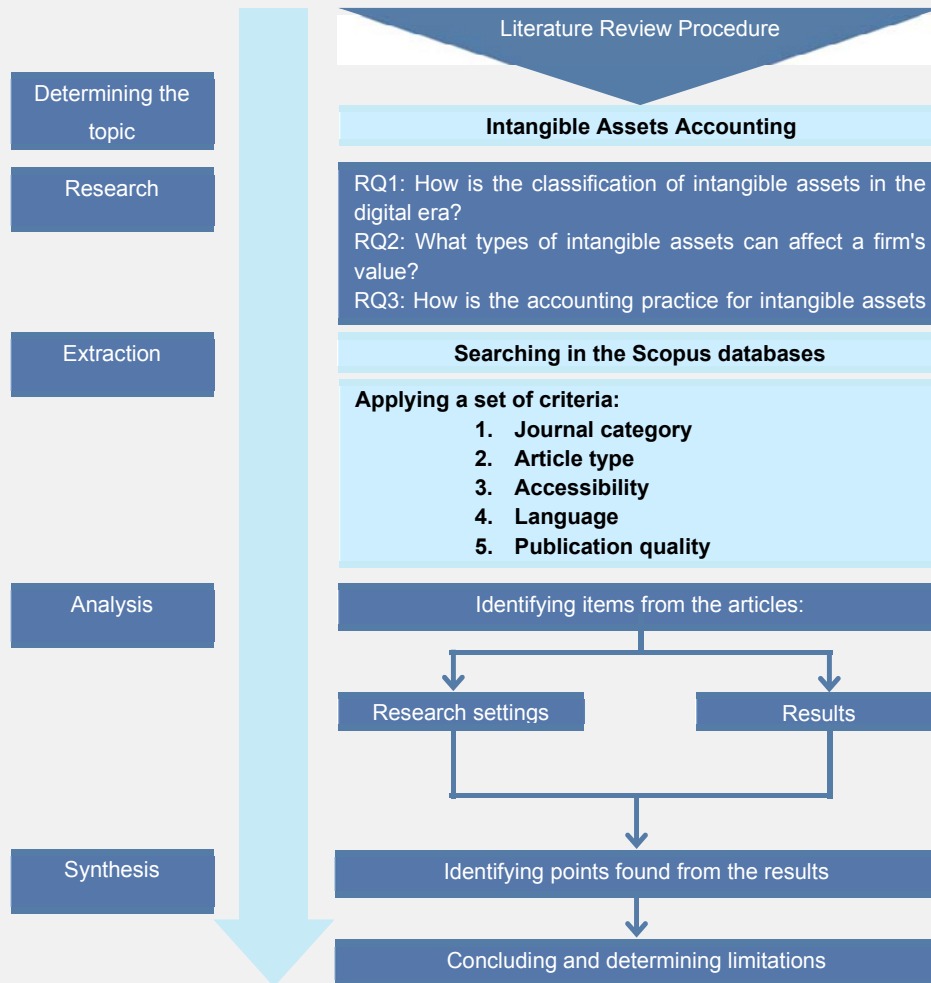 Literature Review Procedure
Determining the
topic
Intangible Assets Accounting
Research
RQ1: How is the classification of intangible assets in the
digital era?
RQ2: What types of intangible assets can affect a firm's
value?
RQ3: How is the accounting practice for intangible assets
Extraction
Searching in the Scopus databases
Applying a set of criteria:
1. Journal category
2. Article type
3. Accessibility
4. Language
5. Publication quality
Analysis
Identifying items from the articles:
Research settings
Results
Synthesis
Identifying points found from the results
Concluding and determining limitations